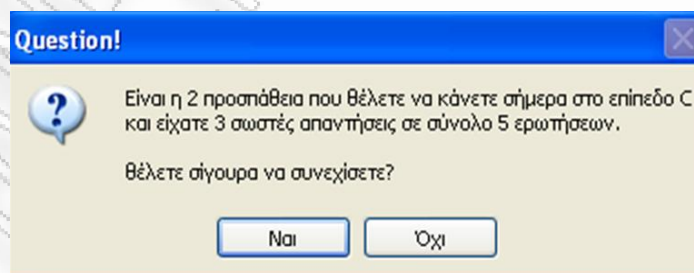 Question!
Είναι η 2 προσπάθεια που θέλετε να κάνετε σήμερα στο επίπεδο C
και είχατε 3 σωστές απαντήσεις σε σύνολο 5 ερωτήσεων.
θέλετε σίγουρα να συνεχίσετε?
Ναι Όχι